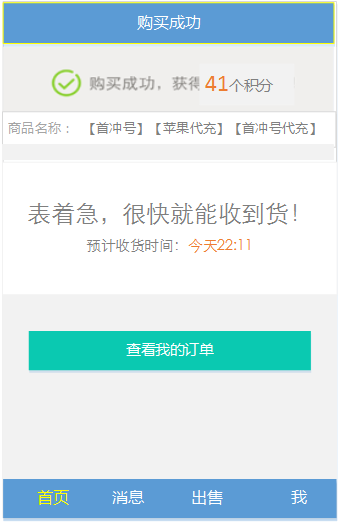 购买成功
购买成功，获得 41个积分
商品名称： 【首冲号】【苹果代充】【首冲号代充】
表着急，很快就能收到货！
预计收货时间：今天22:11
查看我的订单
首页 消息 出售 我